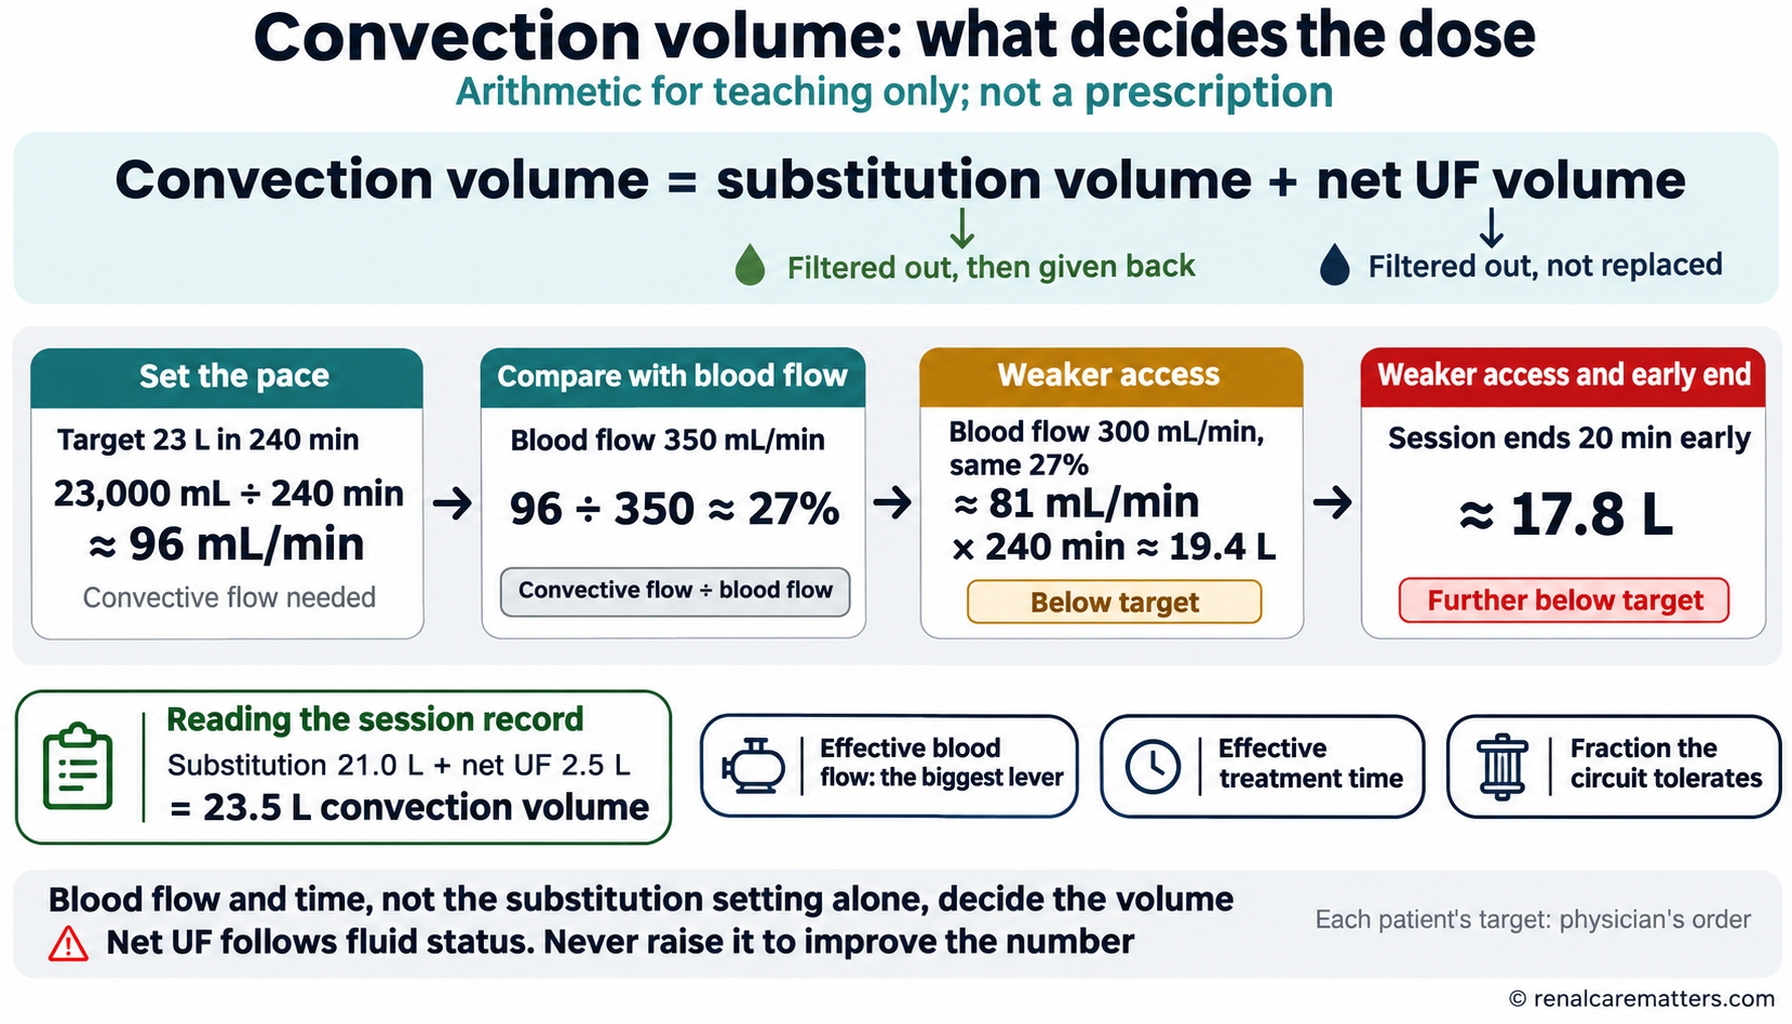 Convection volume: what decides the dose
Arithmetic for teaching only; not a prescription
Convection volume = substitution volume + net UF volume
Filtered out, then given back
Filtered out, not replaced
Set the pace
Target 23 L in 240 min
23,000 mL ÷ 240 min
≈ 96 mL/min
Convective flow needed
Compare with blood flow
Blood flow 350 mL/min
96 ÷ 350 ≈ 27%
Convective flow ÷ blood flow
Weaker access
Blood flow 300 mL/min,
same 27%
≈ 81 mL/min
× 240 min ≈ 19.4 L
Below target
Weaker access and early end
Session ends 20 min early
≈ 17.8 L
Further below target
Reading the session record
Substitution 21.0 L + net UF 2.5 L
= 23.5 L convection volume
Effective blood
flow: the biggest lever
Effective
treatment time
Fraction the
circuit tolerates
Blood flow and time, not the substitution setting alone, decide the volume
Net UF follows fluid status. Never raise it to improve the number
Each patient's target: physician's order
© renalcarematters.com